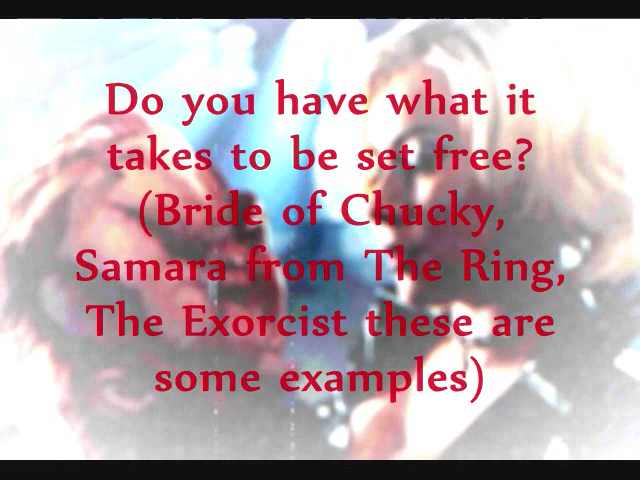 Do you have what it
takes to be set free?
(Bride of Chucky,
Samara from The Ring,
The Exorcist these are
some examples)